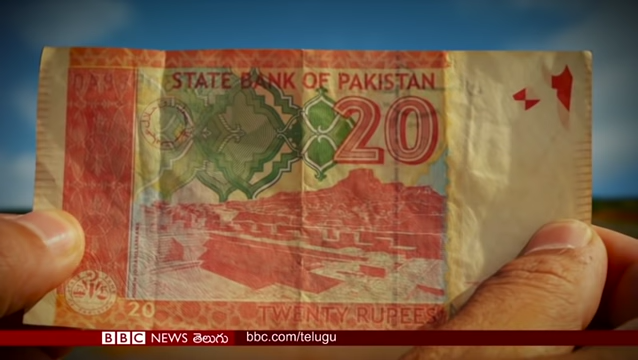 STATE BANK OF PAKISTAN
20
20
TWENTY RUPEES
BBC NEWS తెలుగు bbc.com/telugu